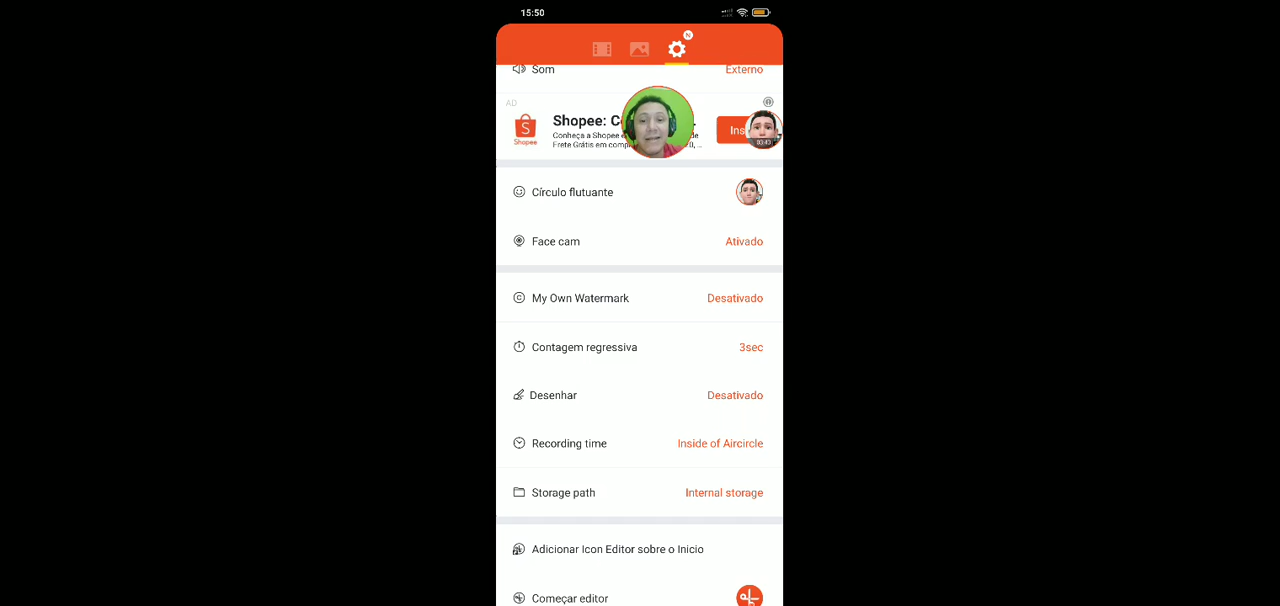 15:50
N
Som Externo
AD
Shopee: C
Conheça a Shopee de
Frete Grátis em comp
Shopee
Ins
Círculo flutuante
Face cam Ativado
My Own Watermark Desativado
Contagem regressiva 3sec
Desenhar Desativado
Recording time Inside of Aircircle
Storage path Internal storage
Adicionar Icon Editor sobre o Inicio
Começar editor